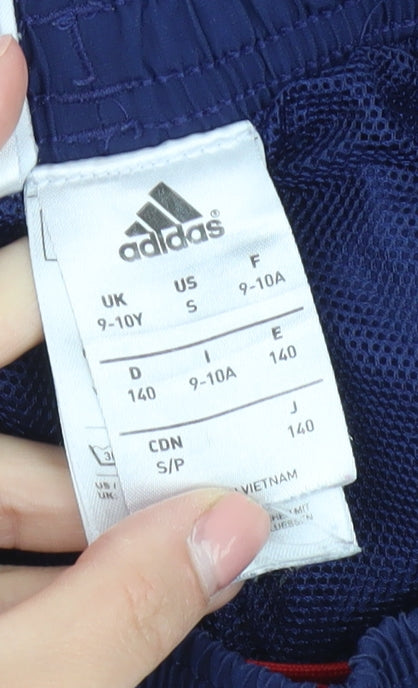 adidas®
UK US F
9-10Y S 9-10A
D I E
140 9-10A 140
CDN J
S/P 140
VIETNAM